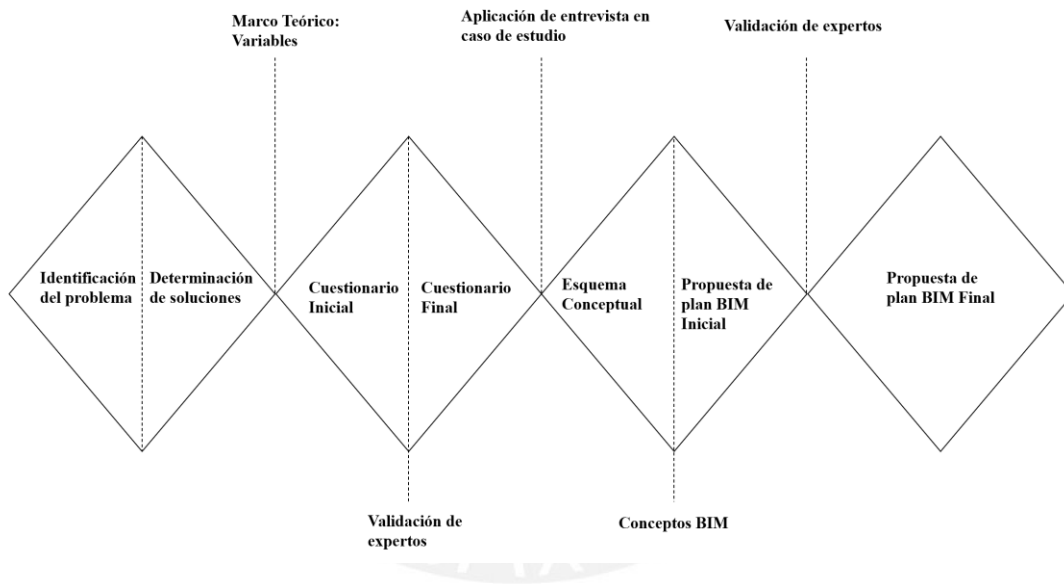 Marco Teórico:
Variables
Aplicación de entrevista en
caso de estudio
Validación de expertos
Identificación
del problema
Determinación
de soluciones
Cuestionario
Inicial
Cuestionario
Final
Esquema
Conceptual
Propuesta de
plan BIM
Inicial
Propuesta de
plan BIM Final
Validación de
expertos
Conceptos BIM